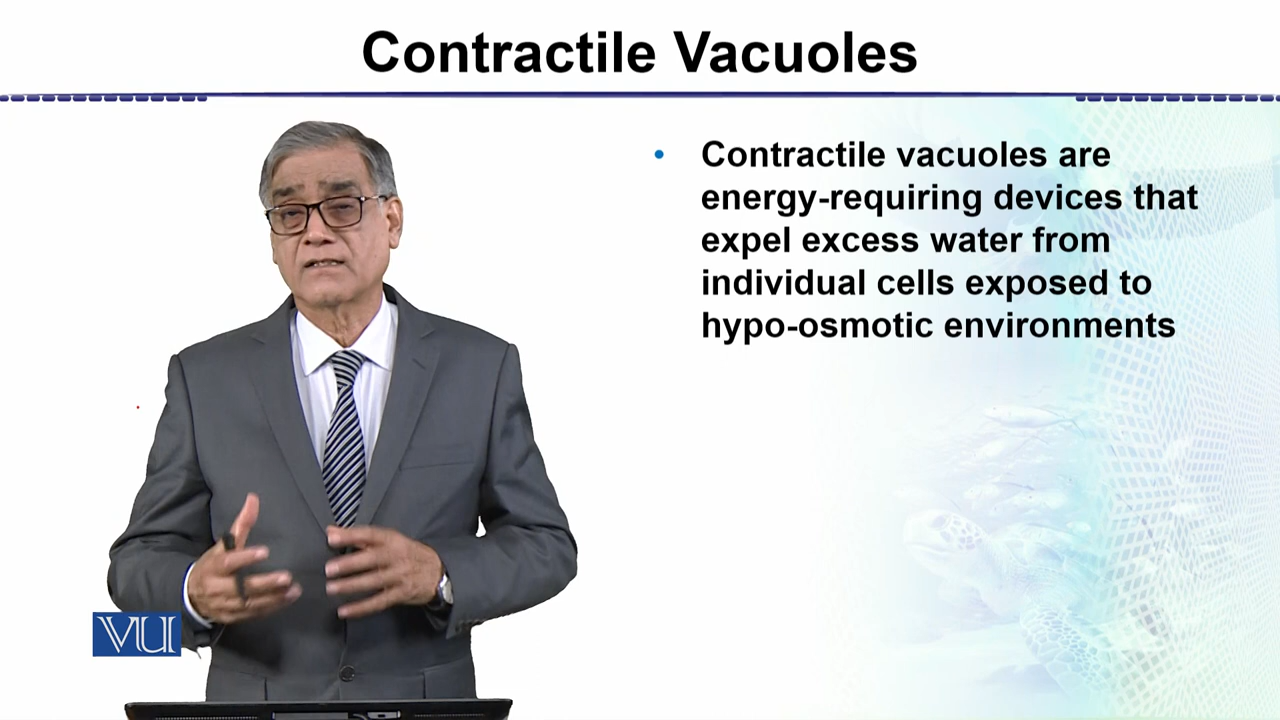 Contractile Vacuoles
• Contractile vacuoles are
energy-requiring devices that
expel excess water from
individual cells exposed to
hypo-osmotic environments
VU